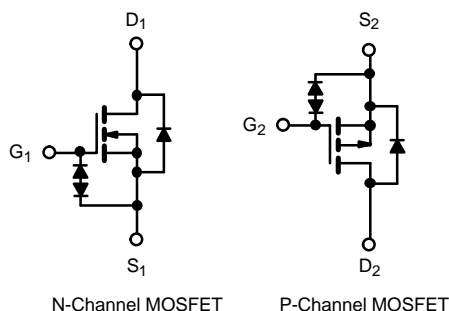 D1
S2
G1
G2
S1
D2
N-Channel MOSFET
P-Channel MOSFET